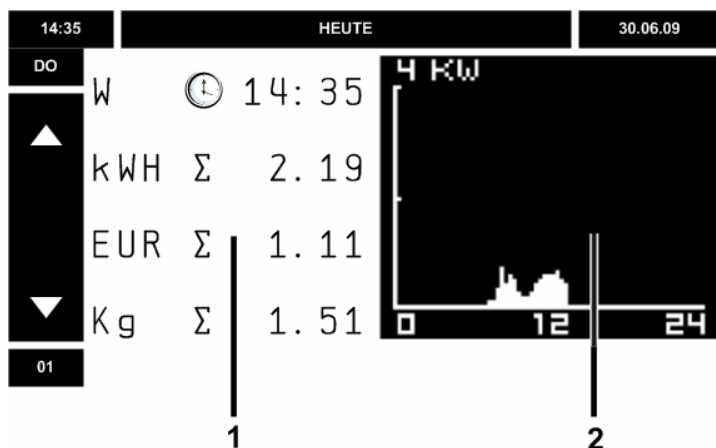 14:35 HEUTE 30.06.09
DO
W 14:35
kWH Σ 2.19
EUR Σ 1.11
Kg Σ 1.51
01
4 KW
0 12 24
1 2